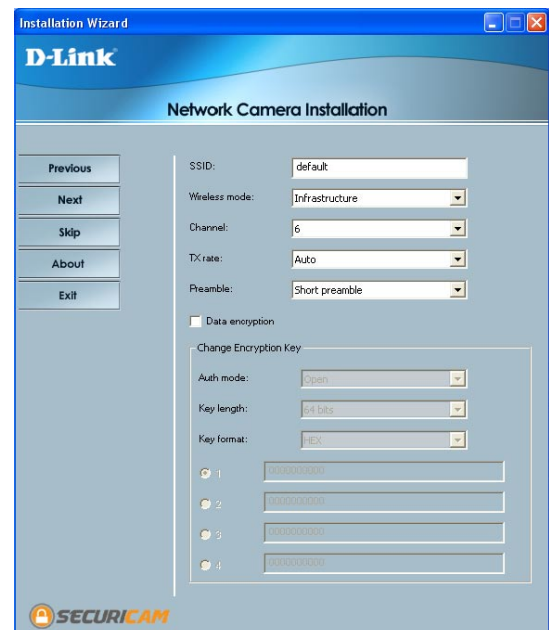 Installation Wizard
D-Link
Network Camera Installation
Previous
Next
Skip
About
Exit
SSID: default
Wireless mode: Infrastructure
Channel: 6
TX rate: Auto
Preamble: Short preamble
Data encryption
Change Encryption Key
Auth mode: Open
Key length: 64 bits
Key format: HEX
1 0000000000
2 0000000000
3 0000000000
4 0000000000
SECURICAM